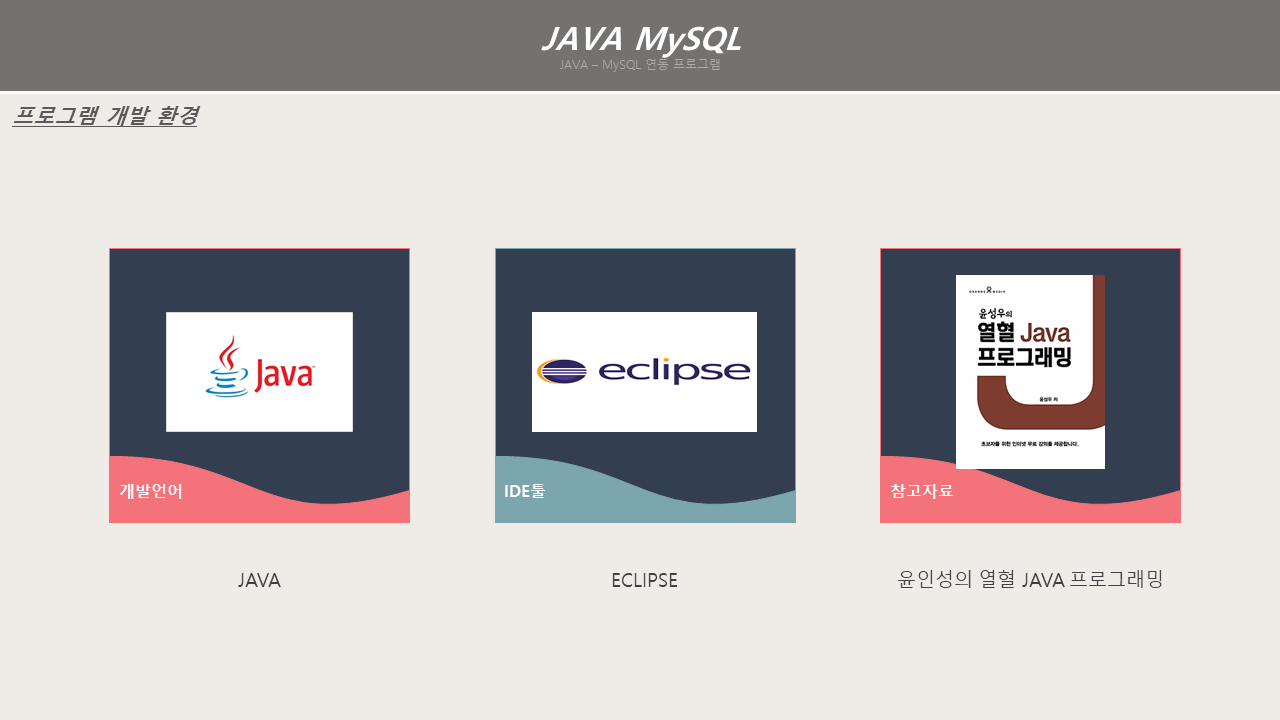 JAVA MySQL
JAVA – MySQL 연동 프로그램
프로그램 개발 환경
Java
개발언어
JAVA
eclipse
IDE툴
ECLIPSE
ORANGE MEDIA
윤성우의
열혈 Java
프로그래밍
윤성우 저
초보자를 위한 인터넷 무료 강의를 제공합니다.
참고자료
윤인성의 열혈 JAVA 프로그래밍